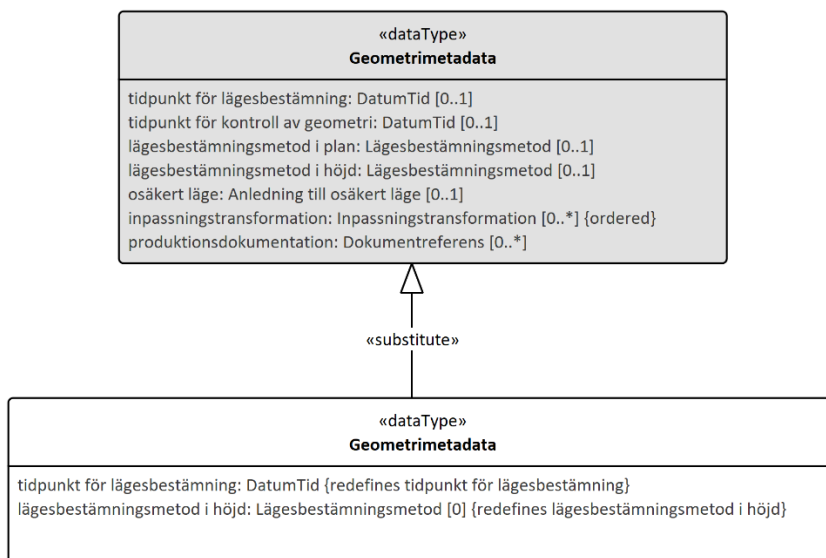 «dataType»
Geometrimetadata
tidpunkt för lägesbestämning: DatumTid [0..1]
tidpunkt för kontroll av geometri: DatumTid [0..1]
lägesbestämningsmetod i plan: Lägesbestämningsmetod [0..1]
lägesbestämningsmetod i höjd: Lägesbestämningsmetod [0..1]
osäkert läge: Anledning till osäkert läge [0..1]
inpassningstransformation: Inpassningstransformation [0..*] {ordered}
produktionsdokumentation: Dokumentreferens [0..*]
«substitute»
«dataType»
Geometrimetadata
tidpunkt för lägesbestämning: DatumTid {redefines tidpunkt för lägesbestämning}
lägesbestämningsmetod i höjd: Lägesbestämningsmetod [0] {redefines lägesbestämningsmetod i höjd}